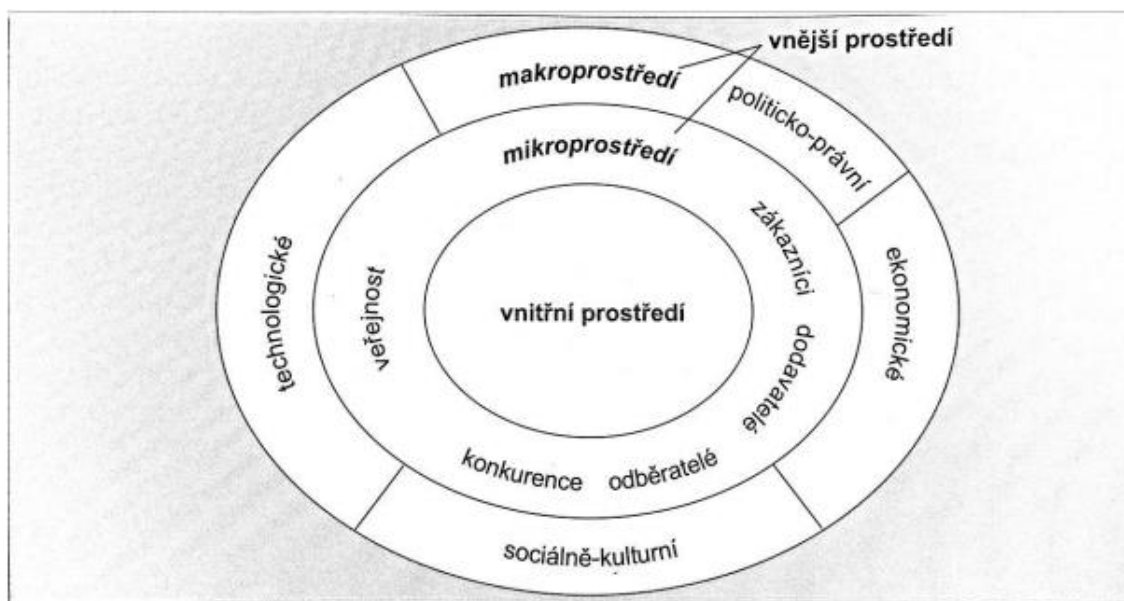 vnější prostředí
makroprostředí
politicko-právní
mikroprostředí
zákazníci
ekonomické
technologické
veřejnost
vnitřní prostředí
dodavatelé
konkurence
odběratelé
sociálně-kulturní